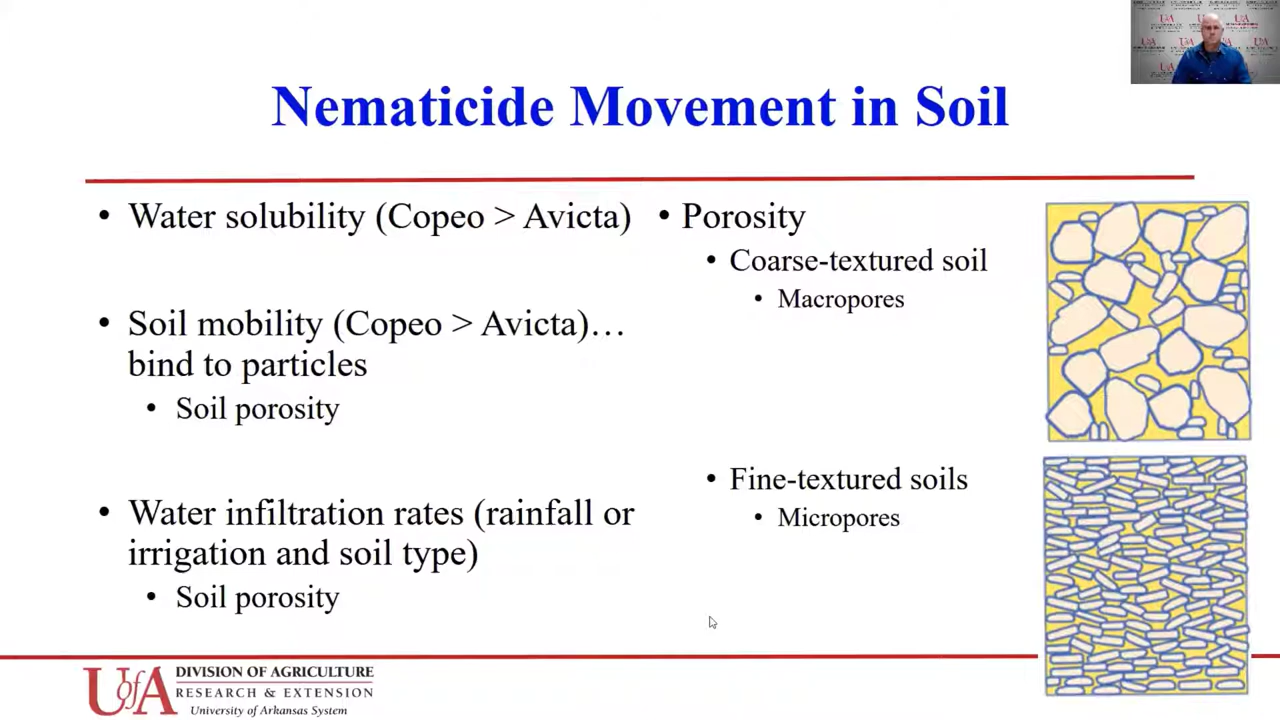 Nematicide Movement in Soil
• Water solubility (Copeo > Avicta)
• Soil mobility (Copeo > Avicta)…
bind to particles
• Soil porosity
• Water infiltration rates (rainfall or
irrigation and soil type)
• Soil porosity
• Porosity
• Coarse-textured soil
• Macropores
• Fine-textured soils
• Micropores
UofA
DIVISION OF AGRICULTURE
RESEARCH & EXTENSION
University of Arkansas System